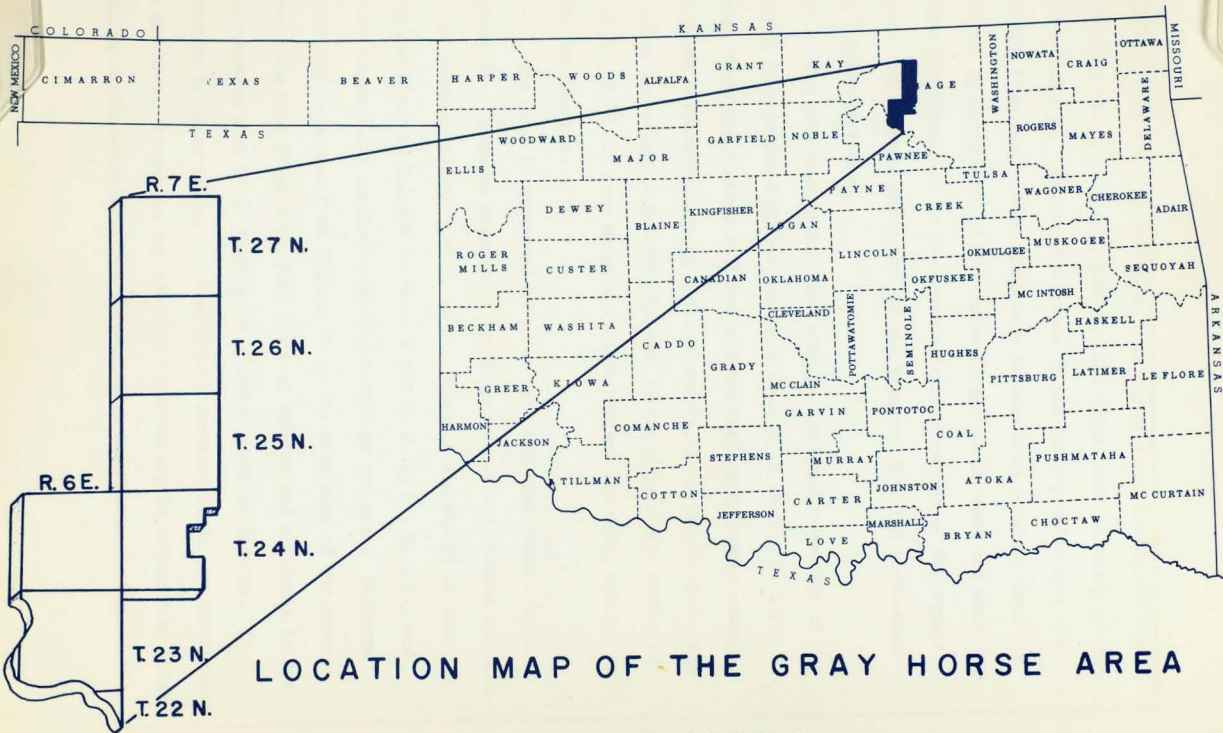 COLORADO
KANSAS
NEW MEXICO
MISSOURI
CIMARRON
TEXAS
BEAVER
HARPER
WOODS
ALFALFA
GRANT
KAY
AGE
WASHINGTON
NOWATA
CRAIG
OTTAWA
TEXAS
WOODWARD
MAJOR
GARFIELD
NOBLE
PAWNEE
ROGERS
MAYES
DELAWARE
ELLIS
TULSA
R. 7 E.
DEWEY
BLAINE
KINGFISHER
LOGAN
PAYNE
CREEK
WAGONER
CHEROKEE
ADAIR
T. 27 N.
ROGER
MILLS
CUSTER
CANADIAN
OKLAHOMA
LINCOLN
OKFUSKEE
OKMULGEE
MUSKOGEE
SEQUOYAH
MC INTOSH
T. 26 N.
BECKHAM
WASHITA
CADDO
CLEVELAND
POTTAWATOMIE
SEMINOLE
HUGHES
HASKELL
ARKANSAS
GREER
KIOWA
GRADY
MC CLAIN
PITTSBURG
LATIMER
LE FLORE
T. 25 N.
HARMON
JACKSON
COMANCHE
GARVIN
PONTOTOC
COAL
R. 6 E.
TILLMAN
STEPHENS
MURRAY
PUSHMATAHA
COTTON
CARTER
JOHNSTON
ATOKA
MC CURTAIN
T. 24 N.
JEFFERSON
LOVE
MARSHALL
BRYAN
CHOCTAW
TEXAS
T. 23 N.
LOCATION MAP OF THE GRAY HORSE AREA
T. 22 N.